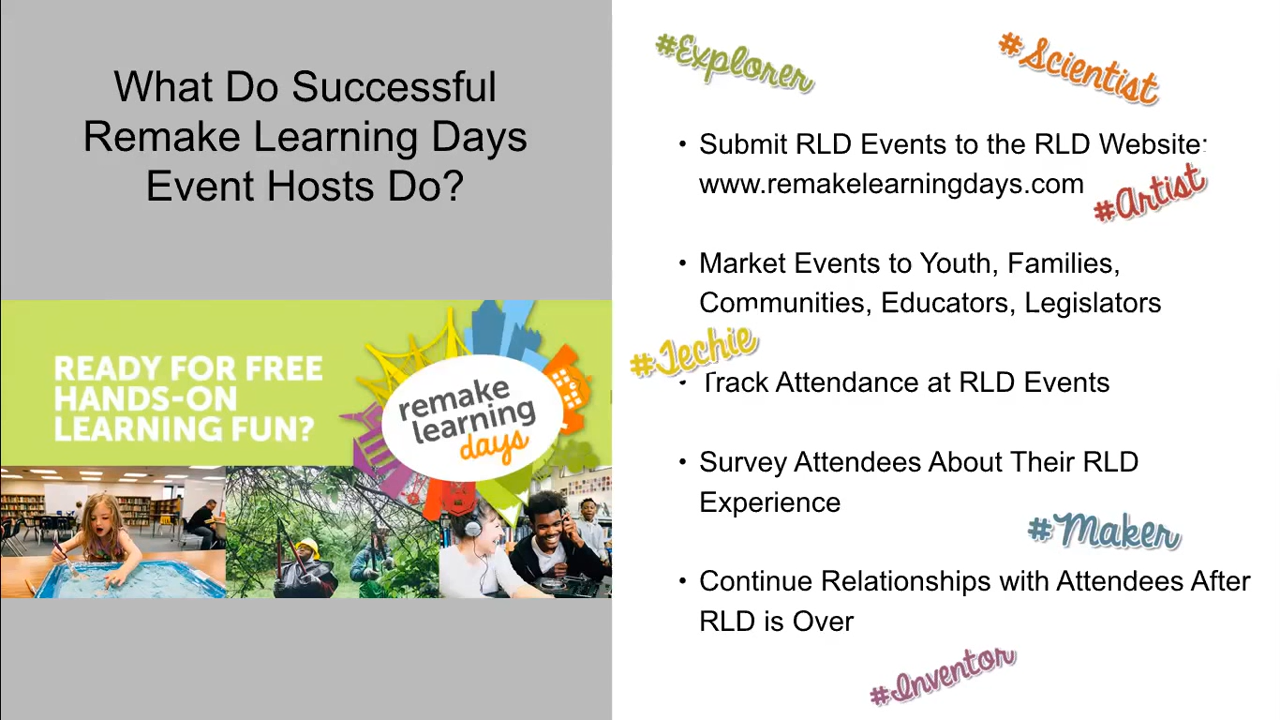 What Do Successful
Remake Learning Days
Event Hosts Do?
READY FOR FREE
HANDS-ON
LEARNING FUN?
remake
learning
days
#Explorer
#Scientist
• Submit RLD Events to the RLD Website:
www.remakelearningdays.com
#Artist
• Market Events to Youth, Families,
Communities, Educators, Legislators
#Techie
• Track Attendance at RLD Events
• Survey Attendees About Their RLD
Experience
#Maker
• Continue Relationships with Attendees After
RLD is Over
#Inventor